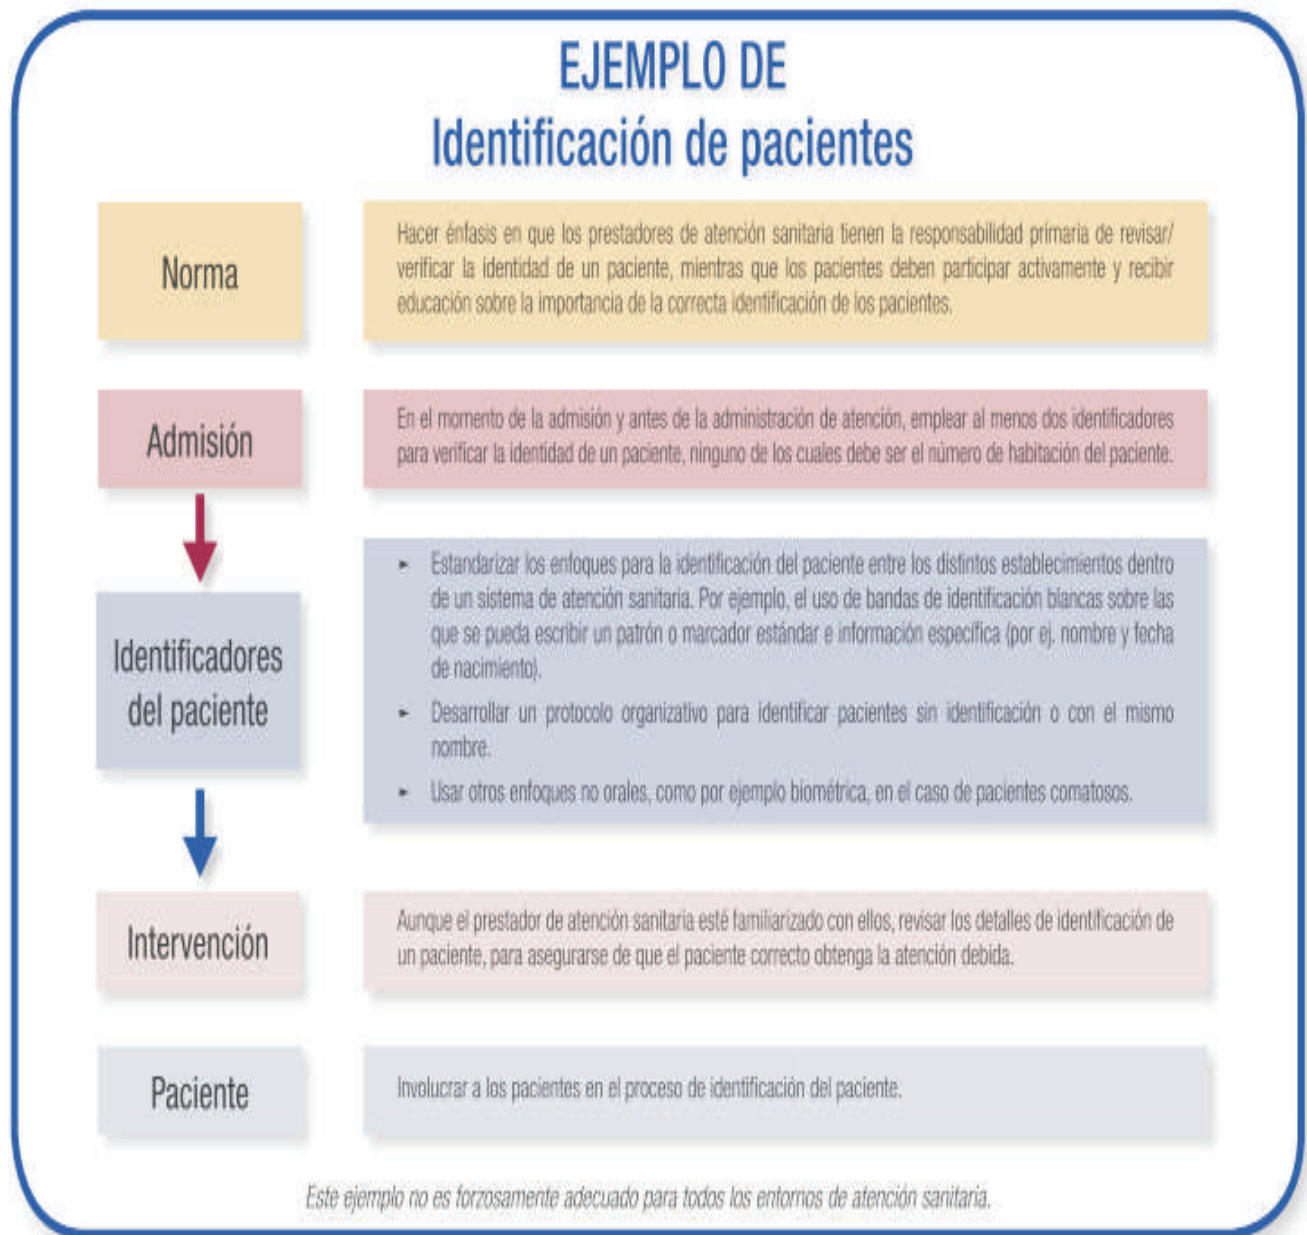 EJEMPLO DE
Identificación de pacientes
Norma
Hacer énfasis en que los prestadores de atención sanitaria tienen la responsabilidad primaria de revisar/
verificar la identidad de un paciente, mientras que los pacientes deben participar activamente y recibir
educación sobre la importancia de la correcta identificación de los pacientes.
Admisión
En el momento de la admisión y antes de la administración de atención, emplear al menos dos identificadores
para verificar la identidad de un paciente, ninguno de los cuales debe ser el número de habitación del paciente.
Identificadores
del paciente
► Estandarizar los enfoques para la identificación del paciente entre los distintos establecimientos dentro
de un sistema de atención sanitaria. Por ejemplo, el uso de bandas de identificación blancas sobre las
que se pueda escribir un patrón o marcador estándar e información específica (por ej. nombre y fecha
de nacimiento).
► Desarrollar un protocolo organizativo para identificar pacientes sin identificación o con el mismo
nombre.
► Usar otros enfoques no orales, como por ejemplo biométrica, en el caso de pacientes comatosos.
Intervención
Aunque el prestador de atención sanitaria esté familiarizado con ellos, revisar los detalles de identificación de
un paciente, para asegurarse de que el paciente correcto obtenga la atención debida.
Paciente
Involucrar a los pacientes en el proceso de identificación del paciente.
Este ejemplo no es forzosamente adecuado para todos los entornos de atención sanitaria.